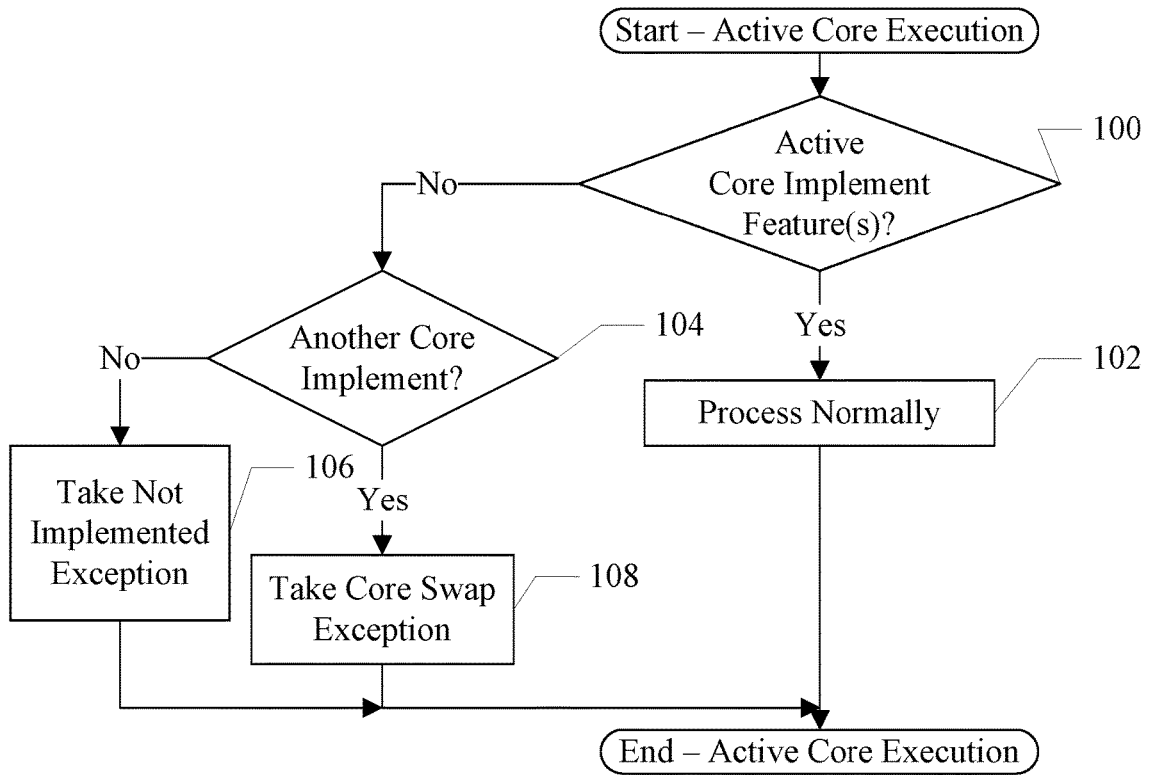 Start – Active Core Execution
100
Active
Core Implement
Feature(s)?
No
Yes
104
Another Core
Implement?
No
102
Process Normally
106
Take Not
Implemented
Exception
Yes
108
Take Core Swap
Exception
End – Active Core Execution